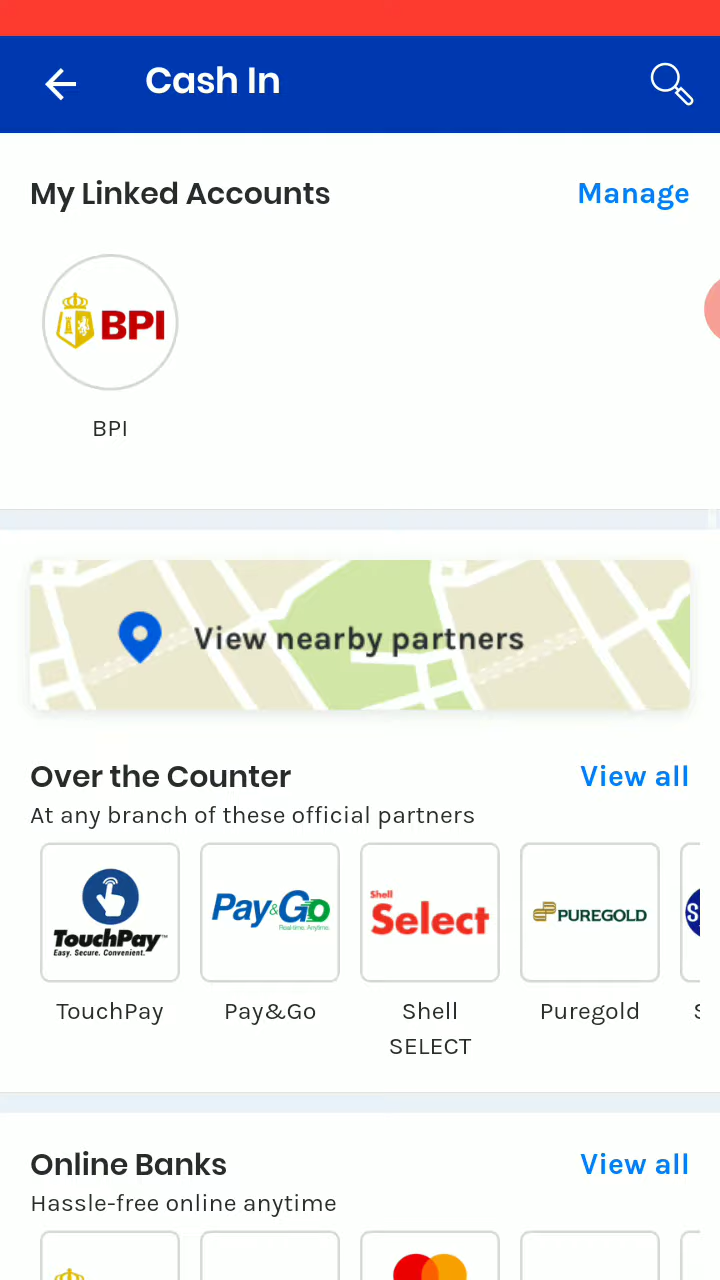 Cash In
My Linked Accounts
Manage
BPI
BPI
View nearby partners
Over the Counter
View all
At any branch of these official partners
TouchPay™
Easy. Secure. Convenient.
Pay&Go
Real-time. Anytime.
Shell
Select
PUREGOLD
S
TouchPay
Pay&Go
Shell
SELECT
Puregold
Online Banks
View all
Hassle-free online anytime